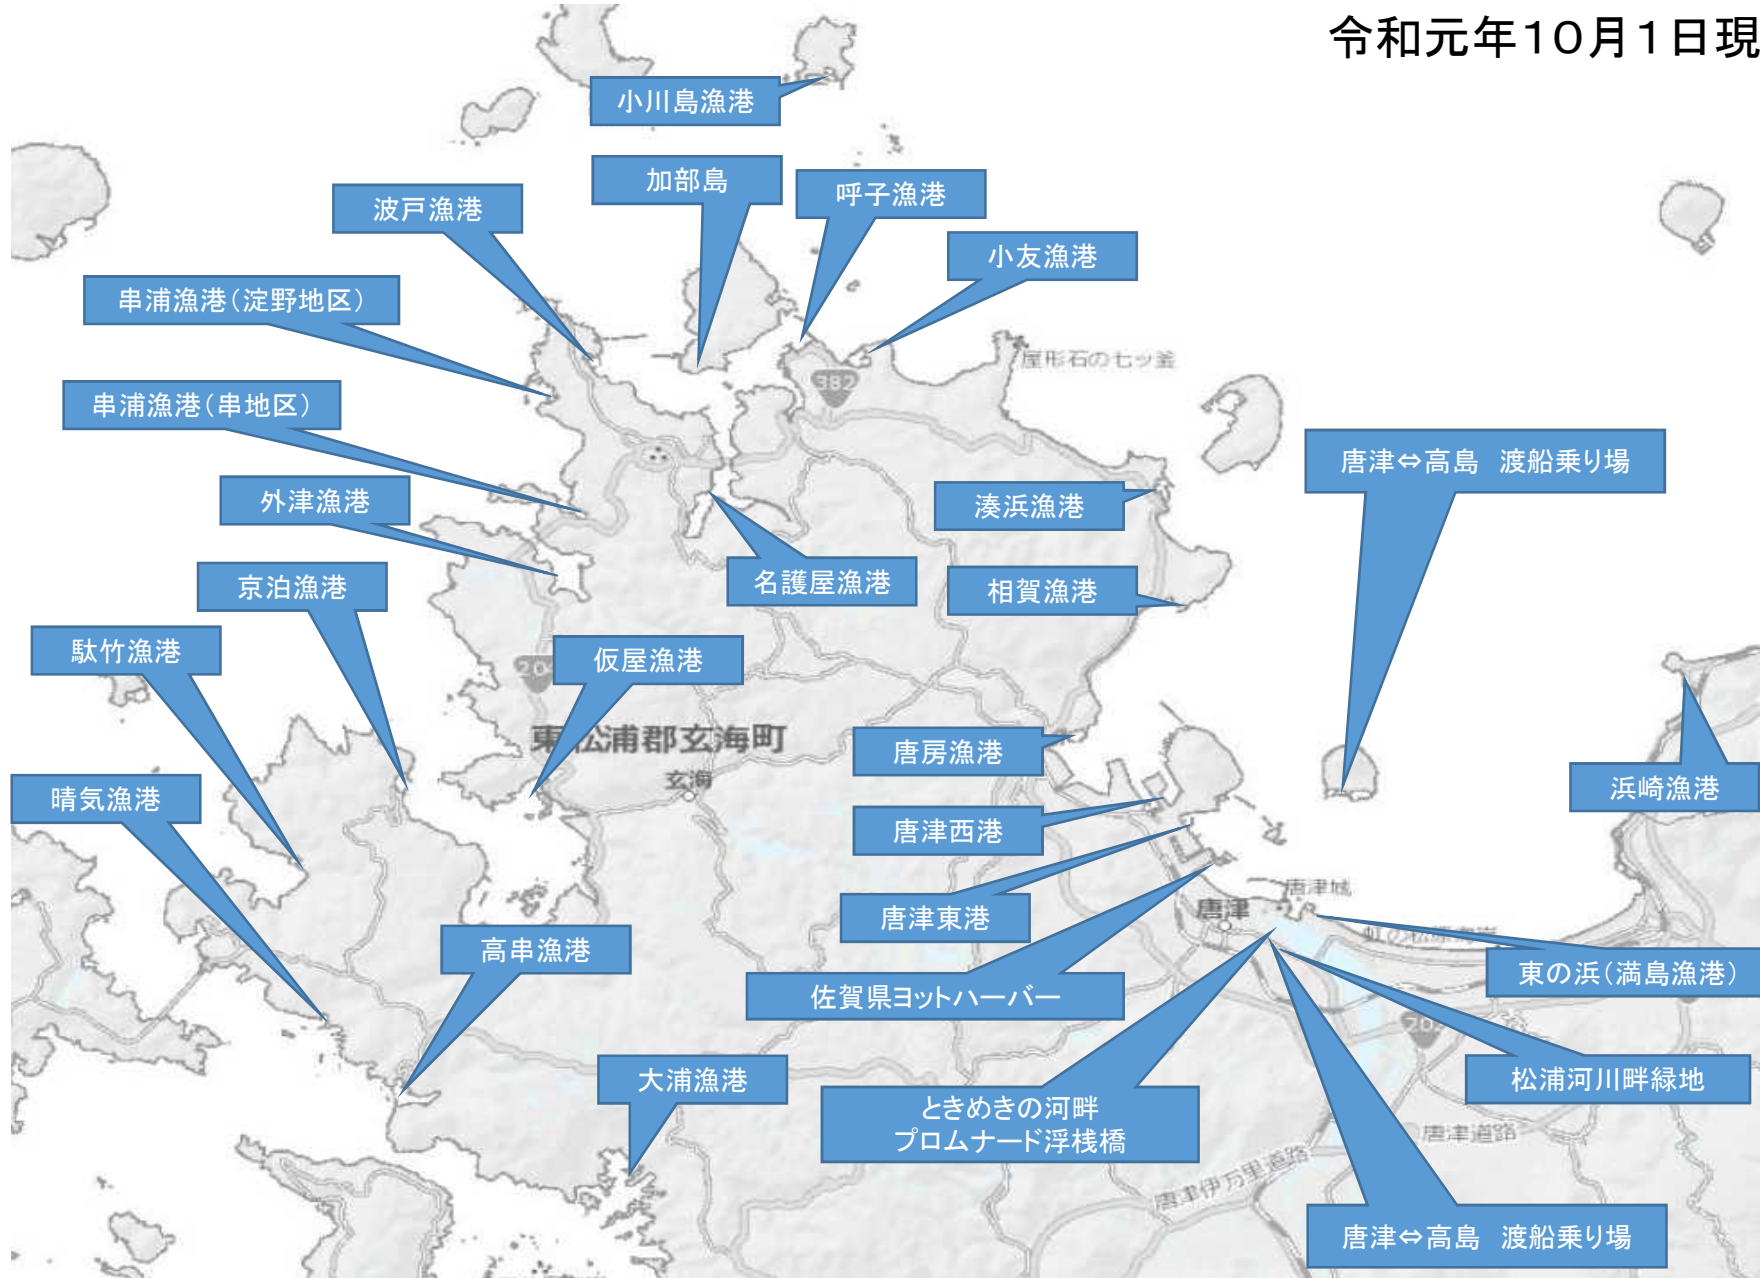 令和元年10月1日現
小川島漁港
加部島
呼子漁港
波戸漁港
小友漁港
串浦漁港(淀野地区)
屋形石の七ッ釜
382
串浦漁港(串地区)
唐津⇔高島 渡船乗り場
外津漁港
湊浜漁港
名護屋漁港
京泊漁港
相賀漁港
駄竹漁港
仮屋漁港
204
東松浦郡玄海町
唐房漁港
玄海
晴気漁港
浜崎漁港
唐津西港
唐津城
唐津
唐津東港
虹の松原海岸
高串漁港
東の浜(満島漁港)
佐賀県ヨットハーバー
大浦漁港
松浦河川畔緑地
ときめきの河畔
プロムナード浮桟橋
唐津道路
唐津伊万里道路
唐津⇔高島 渡船乗り場